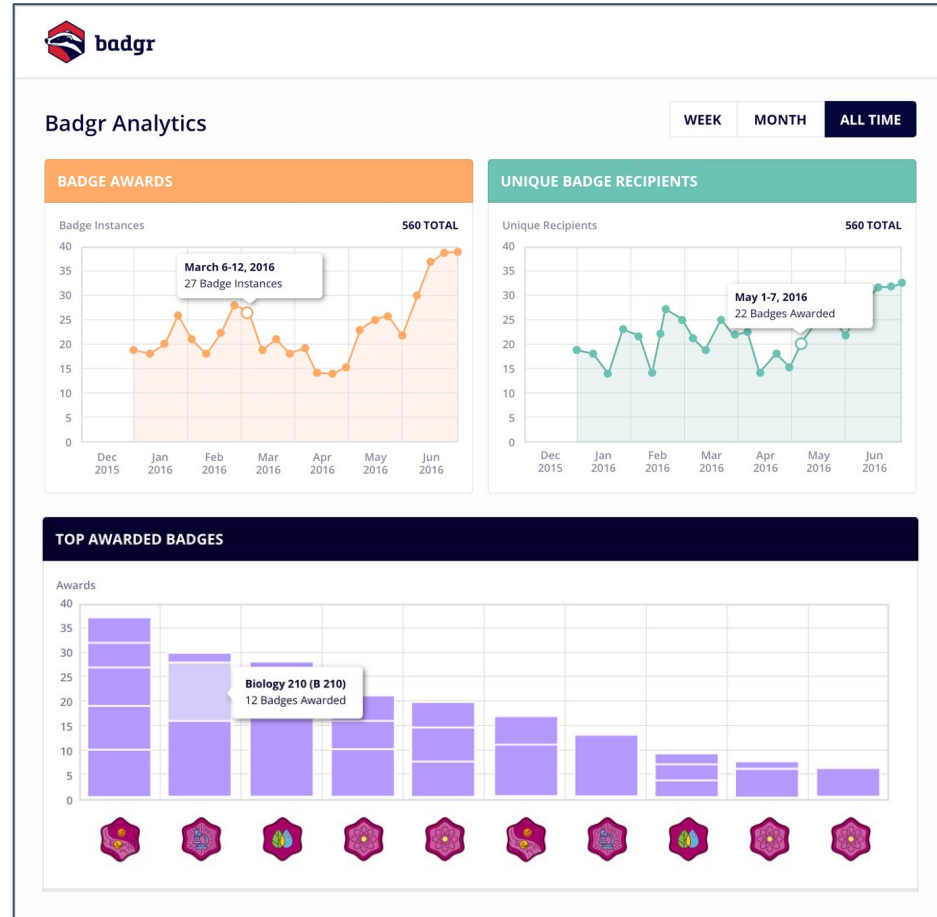 badgr
Badgr Analytics
WEEK MONTH ALL TIME
BADGE AWARDS
Badge Instances 560 TOTAL
40
35
30
25
20
15
10
5
0
March 6-12, 2016
27 Badge Instances
Dec Jan Feb Mar Apr May Jun
2015 2016 2016 2016 2016 2016 2016
UNIQUE BADGE RECIPIENTS
Unique Recipients 560 TOTAL
40
35
30
25
20
15
10
5
0
May 1-7, 2016
22 Badges Awarded
Dec Jan Feb Mar Apr May Jun
2015 2016 2016 2016 2016 2016 2016
TOP AWARDED BADGES
Awards
40
35
30
25
20
15
10
5
0
Biology 210 (B 210)
12 Badges Awarded